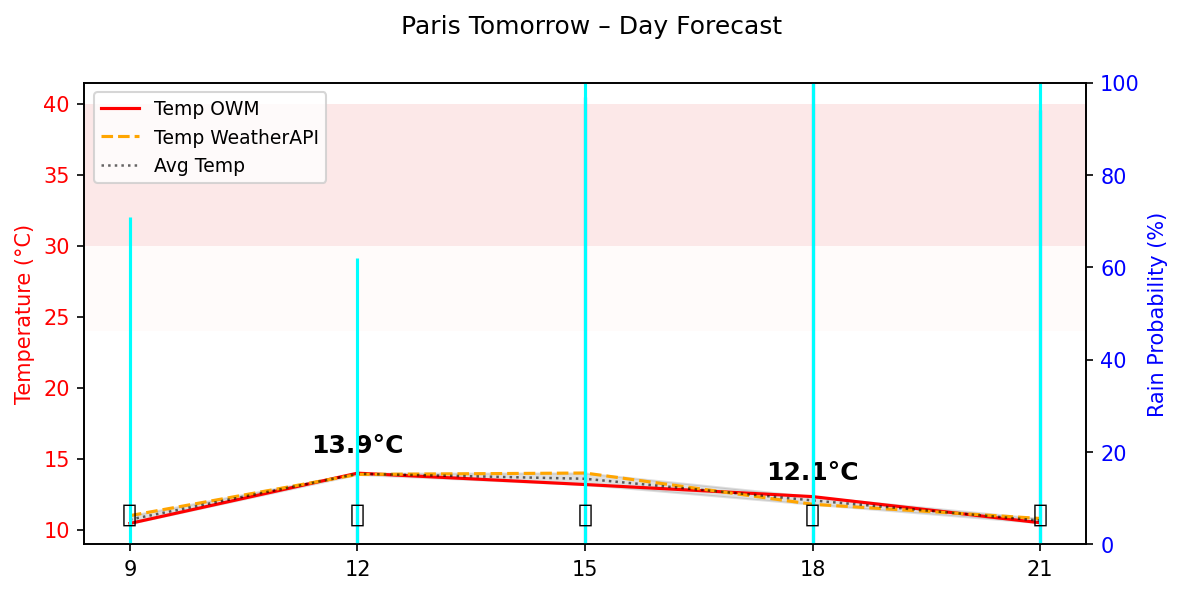 Paris Tomorrow – Day Forecast
Temp OWM
Temp WeatherAPI
Avg Temp
Temperature (°C)
40
35
30
25
20
15
10
13.9°C
12.1°C
9
12
15
18
21
100
80
60
40
20
0
Rain Probability (%)